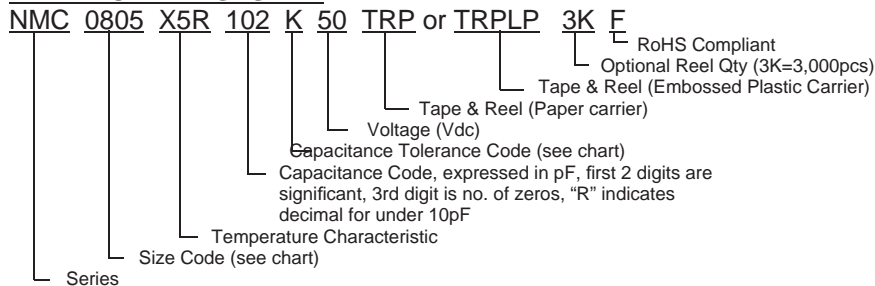 NMC 0805 X5R 102 K 50 TRP or TRPLP 3K F
RoHS Compliant
Optional Reel Qty (3K=3,000pcs)
Tape & Reel (Embossed Plastic Carrier)
Tape & Reel (Paper carrier)
Voltage (Vdc)
Capacitance Tolerance Code (see chart)
Capacitance Code, expressed in pF, first 2 digits are
significant, 3rd digit is no. of zeros, “R” indicates
decimal for under 10pF
Temperature Characteristic
Size Code (see chart)
Series